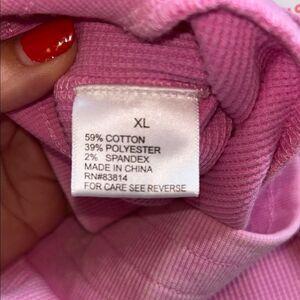 XL
59% COTTON
39% POLYESTER
2% SPANDEX
MADE IN CHINA
RN#83814
FOR CARE SEE REVERSE